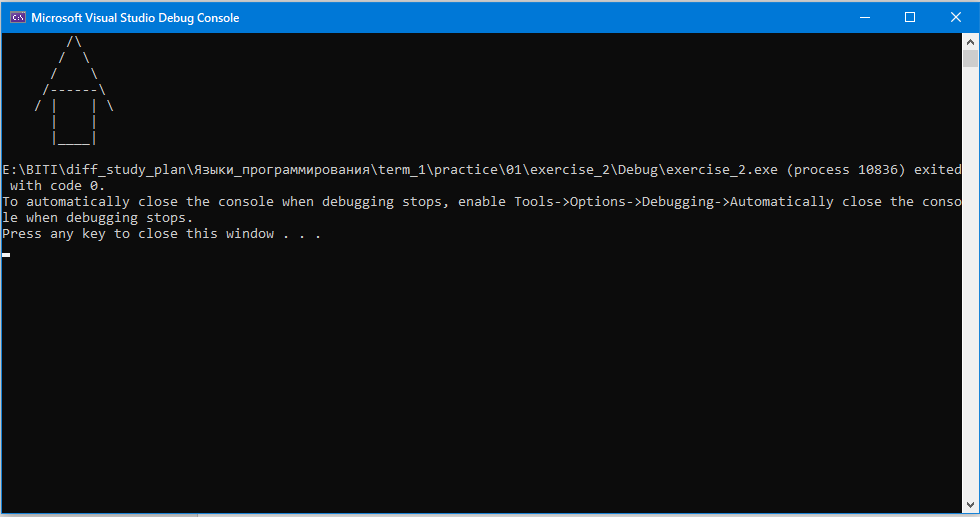 Microsoft Visual Studio Debug Console
        /\
       /  \
      /    \
     /------\
    / |    | \
      |    |
      |____|
E:\BITI\diff_study_plan\Языки_программирования\term_1\practice\01\exercise_2\Debug\exercise_2.exe (process 10836) exited
 with code 0.
To automatically close the console when debugging stops, enable Tools->Options->Debugging->Automatically close the conso
le when debugging stops.
Press any key to close this window . . .